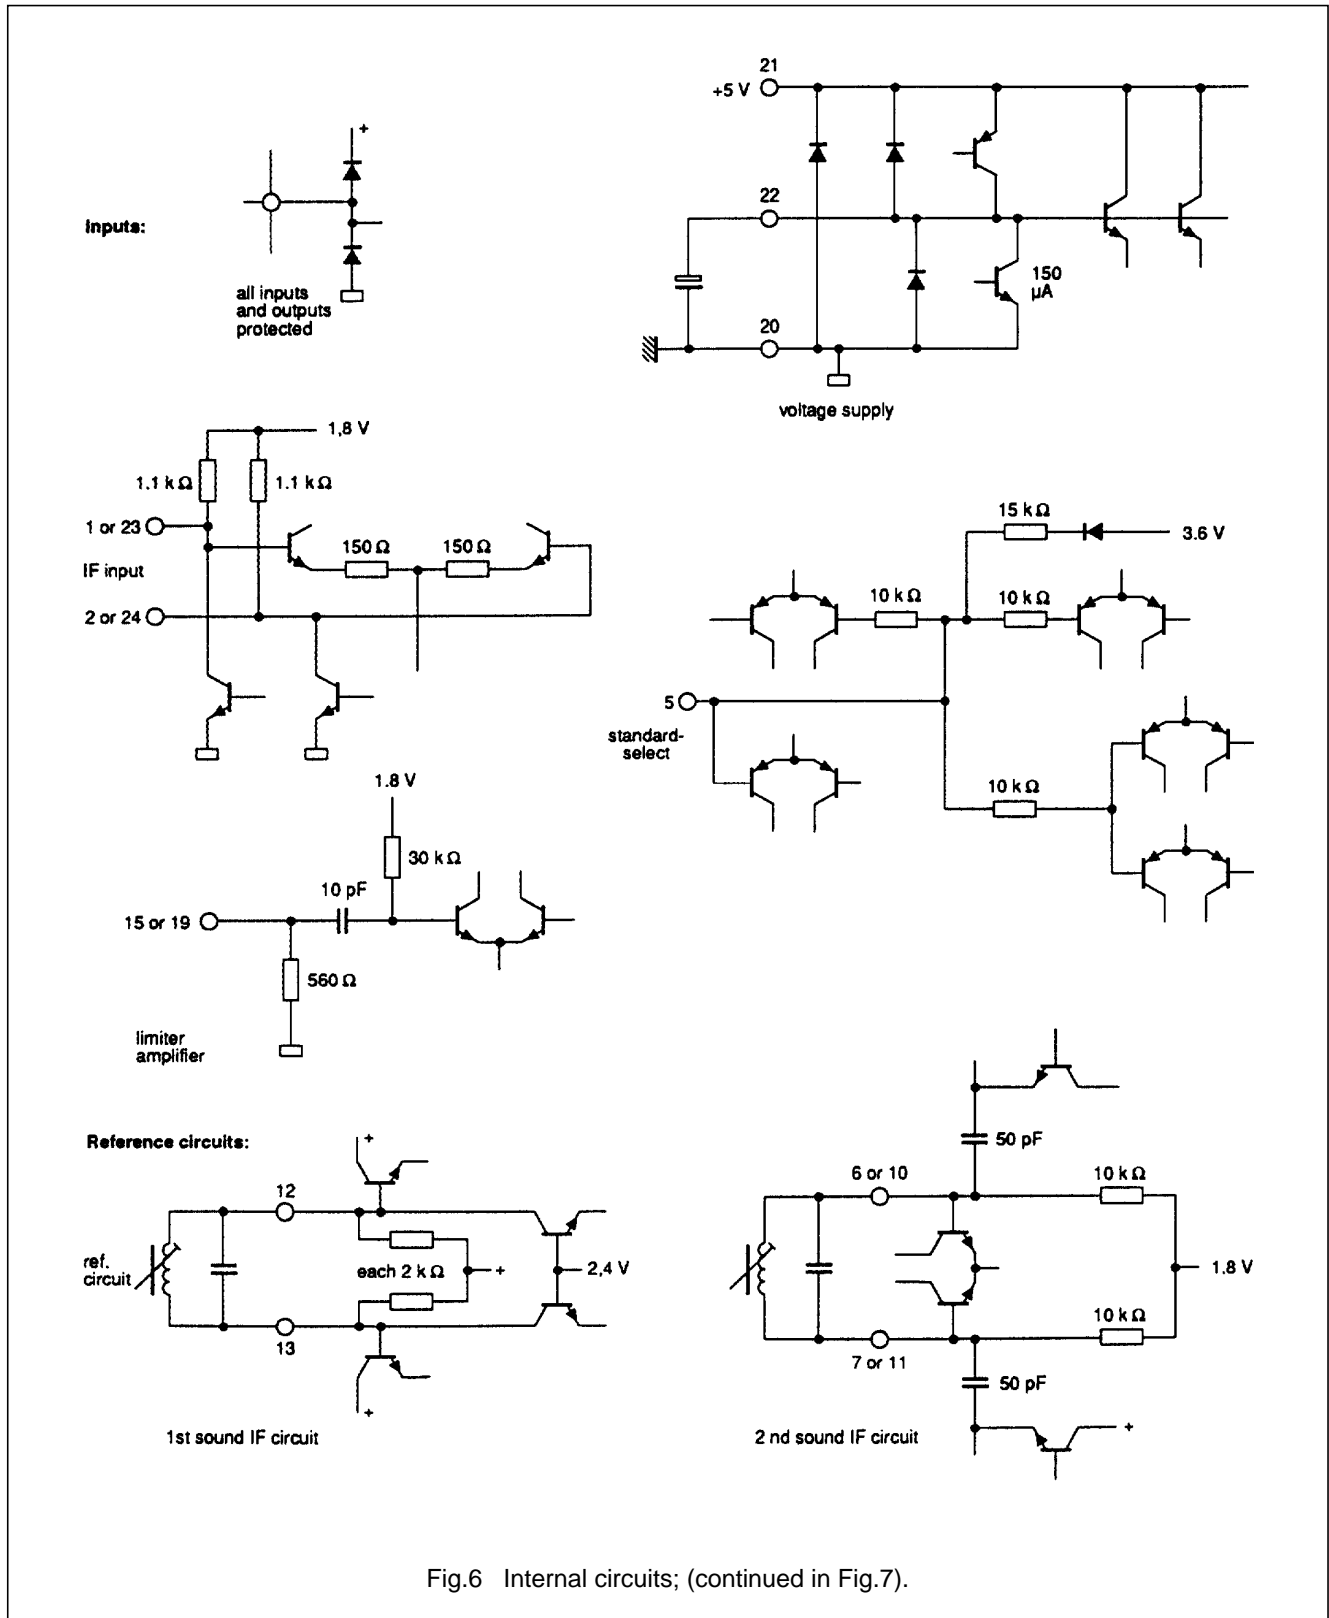 Inputs:
+
all inputs
and outputs
protected
21
+5 V
22
150
µA
20
voltage supply
1,8 V
1.1 kΩ
1.1 kΩ
1 or 23
150 Ω
150 Ω
IF input
2 or 24
15 kΩ
3.6 V
10 kΩ
10 kΩ
5
standard-
select
10 kΩ
1.8 V
30 kΩ
10 pF
15 or 19
560 Ω
limiter
amplifier
Reference circuits:
+
12
ref.
circuit
each 2 kΩ
+
2,4 V
13
+
1st sound IF circuit
50 pF
6 or 10
10 kΩ
1.8 V
10 kΩ
7 or 11
50 pF
+
2 nd sound IF circuit
Fig.6 Internal circuits; (continued in Fig.7).